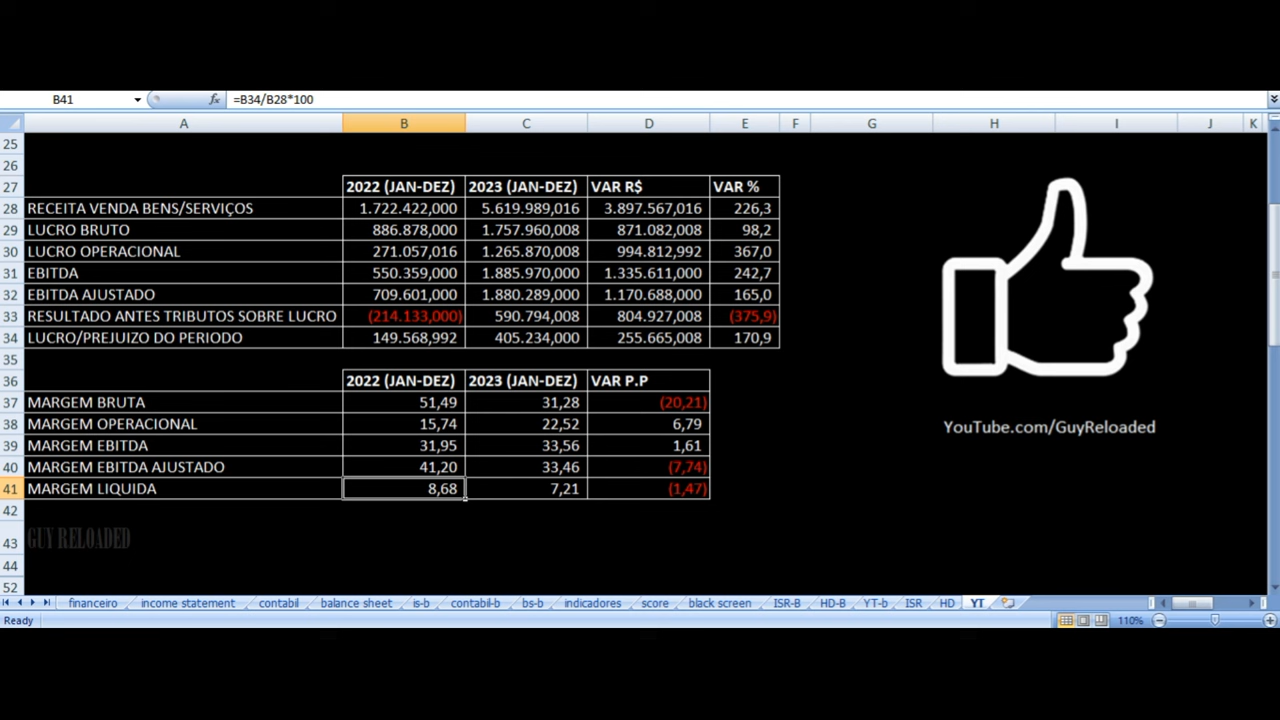 B41 fx =B34/B28*100
A B C D E F G H I J K
25
26
27 2022 (JAN-DEZ) 2023 (JAN-DEZ) VAR R$ VAR %
28 RECEITA VENDA BENS/SERVIÇOS 1.722.422,000 5.619.989,016 3.897.567,016 226,3
29 LUCRO BRUTO 886.878,000 1.757.960,008 871.082,008 98,2
30 LUCRO OPERACIONAL 271.057,016 1.265.870,008 994.812,992 367,0
31 EBITDA 550.359,000 1.885.970,000 1.335.611,000 242,7
32 EBITDA AJUSTADO 709.601,000 1.880.289,000 1.170.688,000 165,0
33 RESULTADO ANTES TRIBUTOS SOBRE LUCRO (214.133,000) 590.794,008 804.927,008 (375,9)
34 LUCRO/PREJUIZO DO PERIODO 149.568,992 405.234,000 255.665,008 170,9
35
36 2022 (JAN-DEZ) 2023 (JAN-DEZ) VAR P.P
37 MARGEM BRUTA 51,49 31,28 (20,21)
38 MARGEM OPERACIONAL 15,74 22,52 6,79
39 MARGEM EBITDA 31,95 33,56 1,61
40 MARGEM EBITDA AJUSTADO 41,20 33,46 (7,74)
41 MARGEM LIQUIDA 8,68 7,21 (1,47)
42
43 GUY RELOADED
44
52
YouTube.com/GuyReloaded
financeiro income statement contabil balance sheet is-b contabil-b bs-b indicadores score black screen ISR-B HD-B YT-b ISR HD YT
Ready 110%